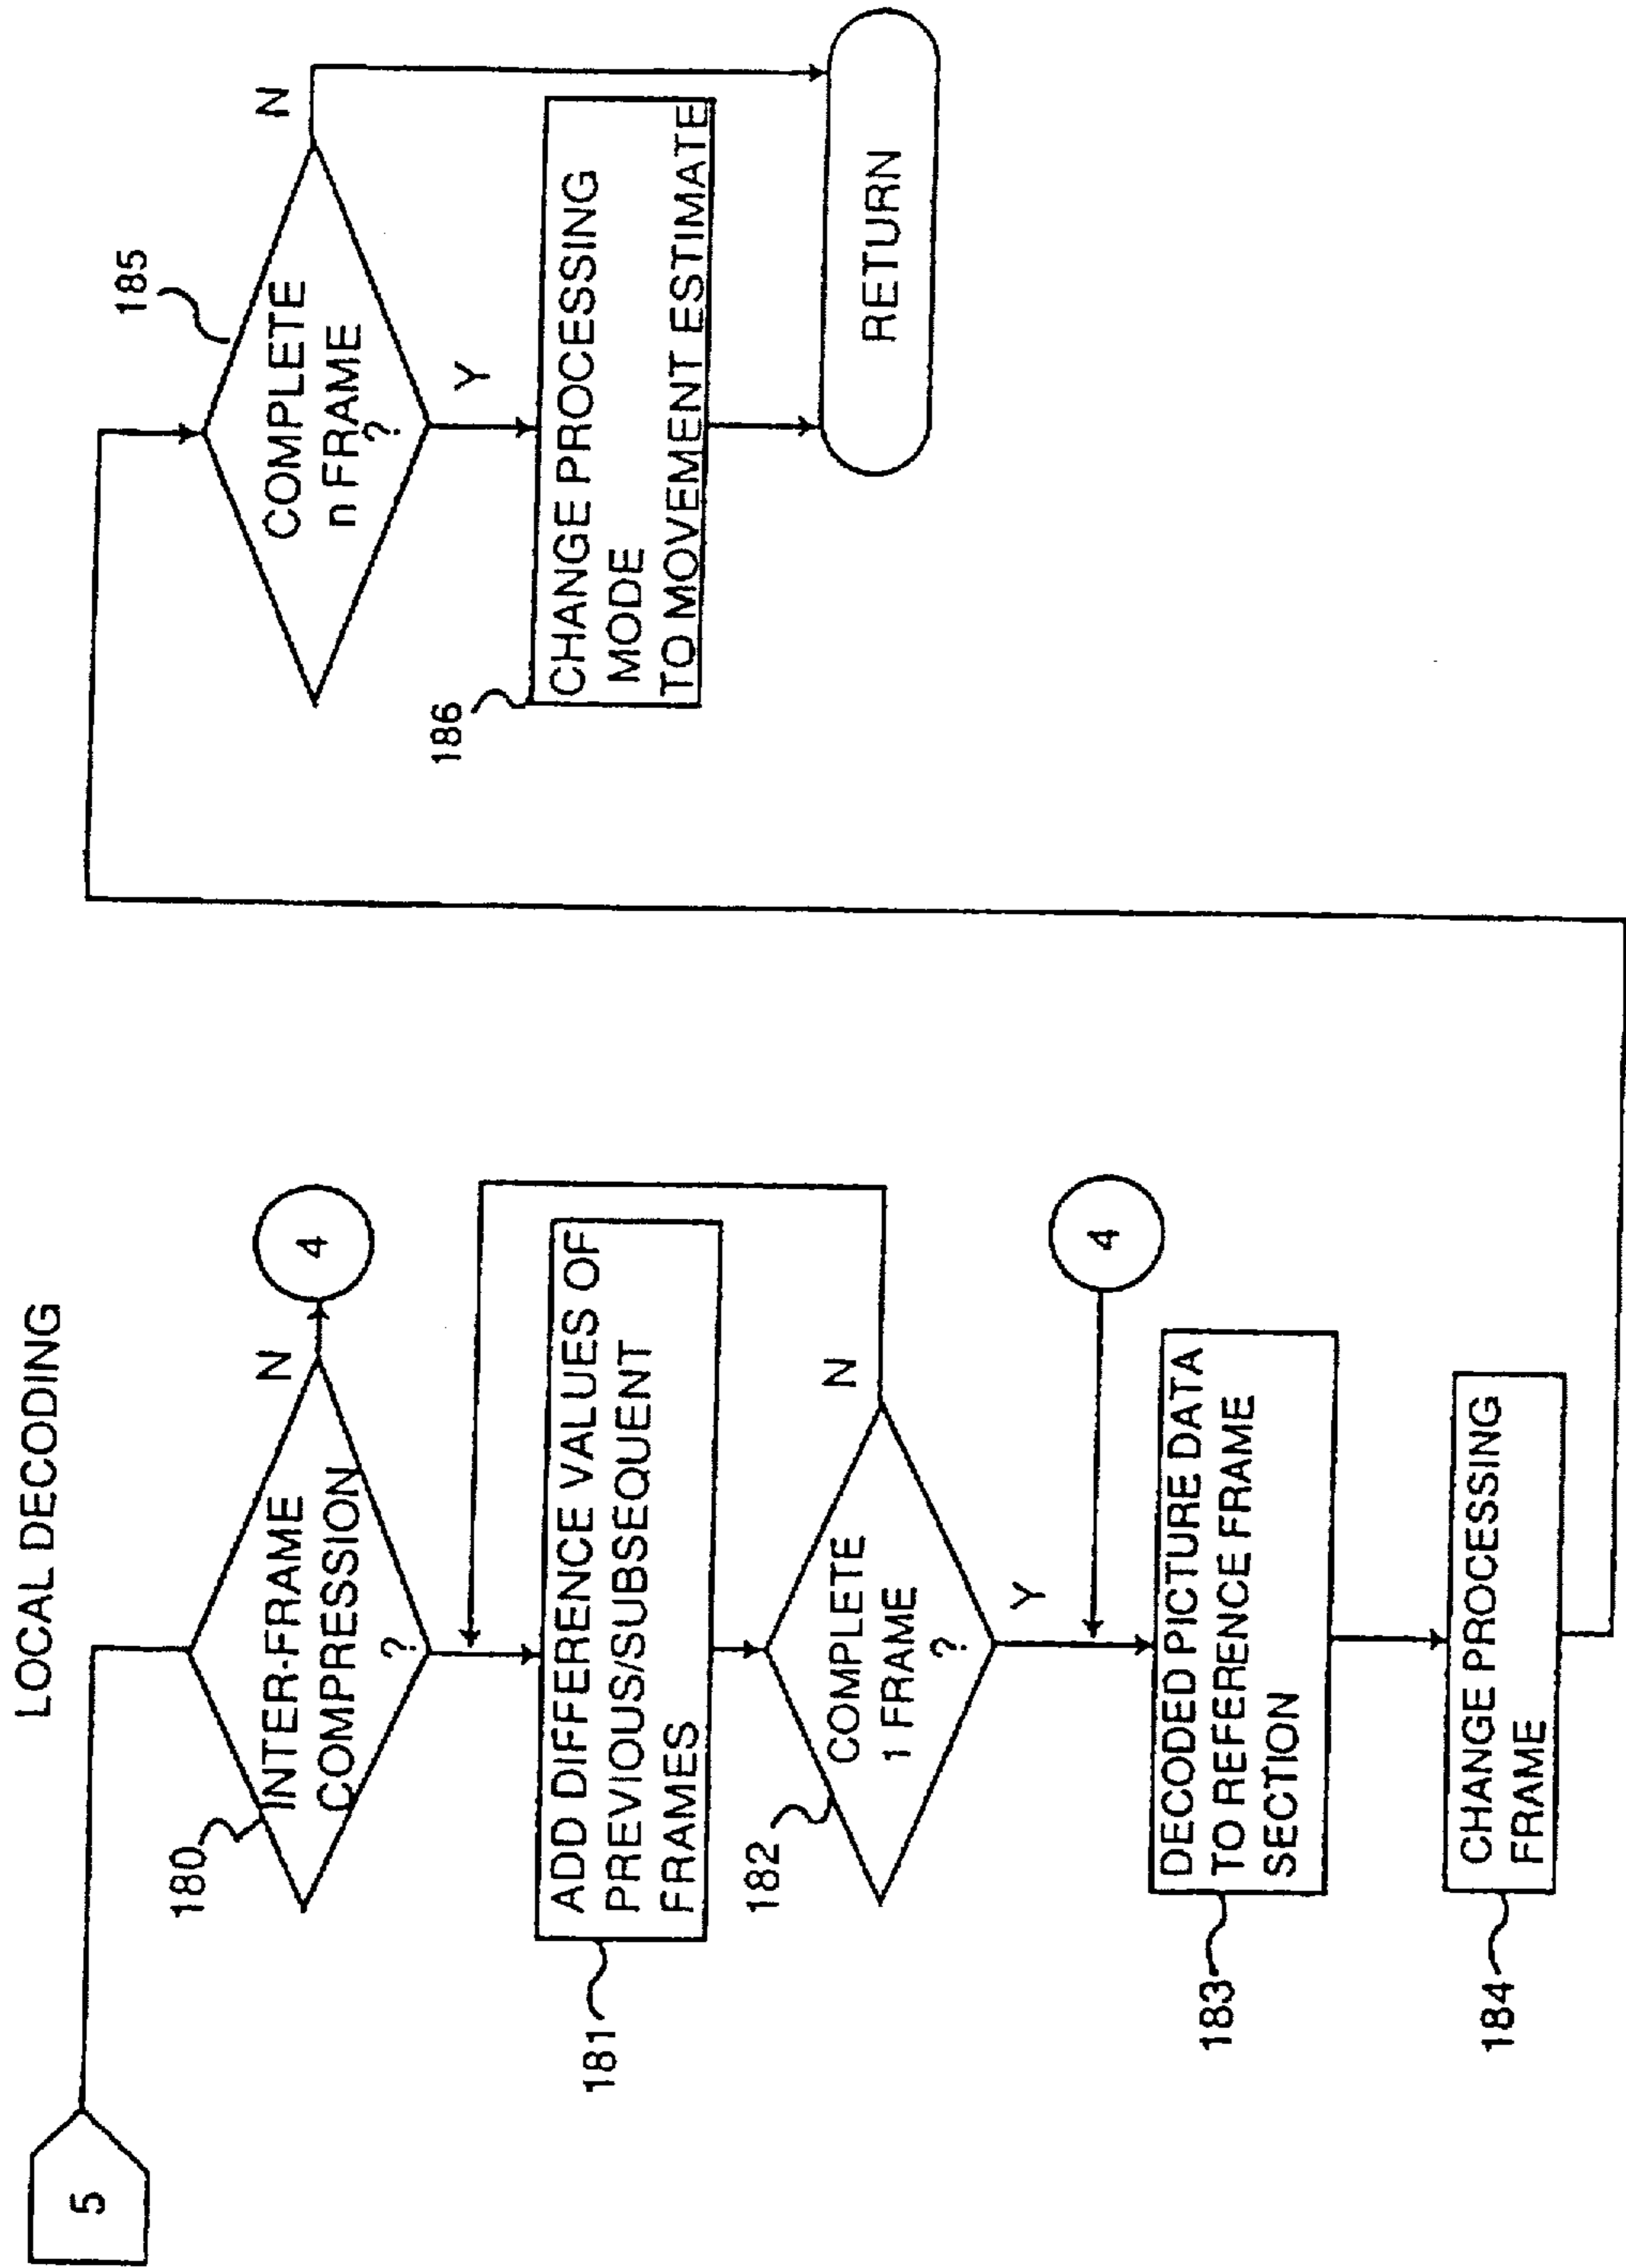 LOCAL DECODING
5
180
INTER-FRAME
COMPRESSION
?
N
4
181
ADD DIFFERENCE VALUES OF
PREVIOUS/SUBSEQUENT
FRAMES
182
COMPLETE
1 FRAME
?
N
Y
4
183
DECODED PICTURE DATA
TO REFERENCE FRAME
SECTION
184
CHANGE PROCESSING
FRAME
185
COMPLETE
n FRAME
?
N
Y
186
CHANGE PROCESSING
MODE
TO MOVEMENT ESTIMATE
RETURN